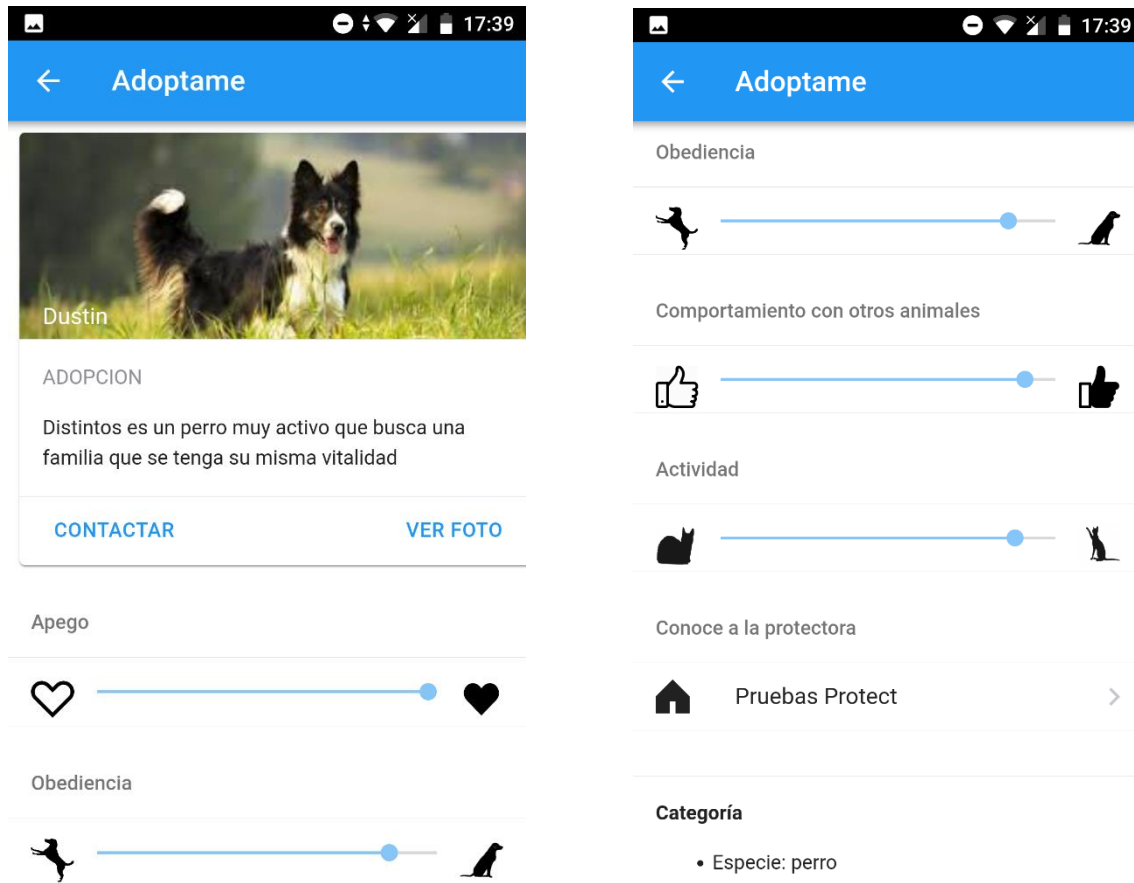 17:39
Adoptame
Dustin
ADOPCION
Distintos es un perro muy activo que busca una
familia que se tenga su misma vitalidad
CONTACTAR
VER FOTO
Apego
Obediencia
17:39
Adoptame
Obediencia
Comportamiento con otros animales
Actividad
Conoce a la protectora
Pruebas Protect
Categoría
• Especie: perro